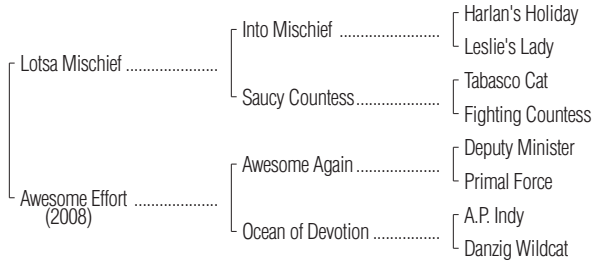 Harlan's Holiday
Into Mischief ....................
Leslie's Lady
Lotsa Mischief ......................
Tabasco Cat
Saucy Countess....................
Fighting Countess
Deputy Minister
Awesome Again ....................
Primal Force
Awesome Effort ....................
(2008)
A.P. Indy
Ocean of Devotion ................
Danzig Wildcat